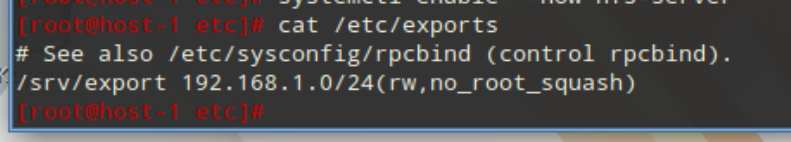 [root@host-1 etc]# systemctl enable --now nfs-server
[root@host-1 etc]# cat /etc/exports
# See also /etc/sysconfig/rpcbind (control rpcbind).
/srv/export 192.168.1.0/24(rw,no_root_squash)
[root@host-1 etc]#